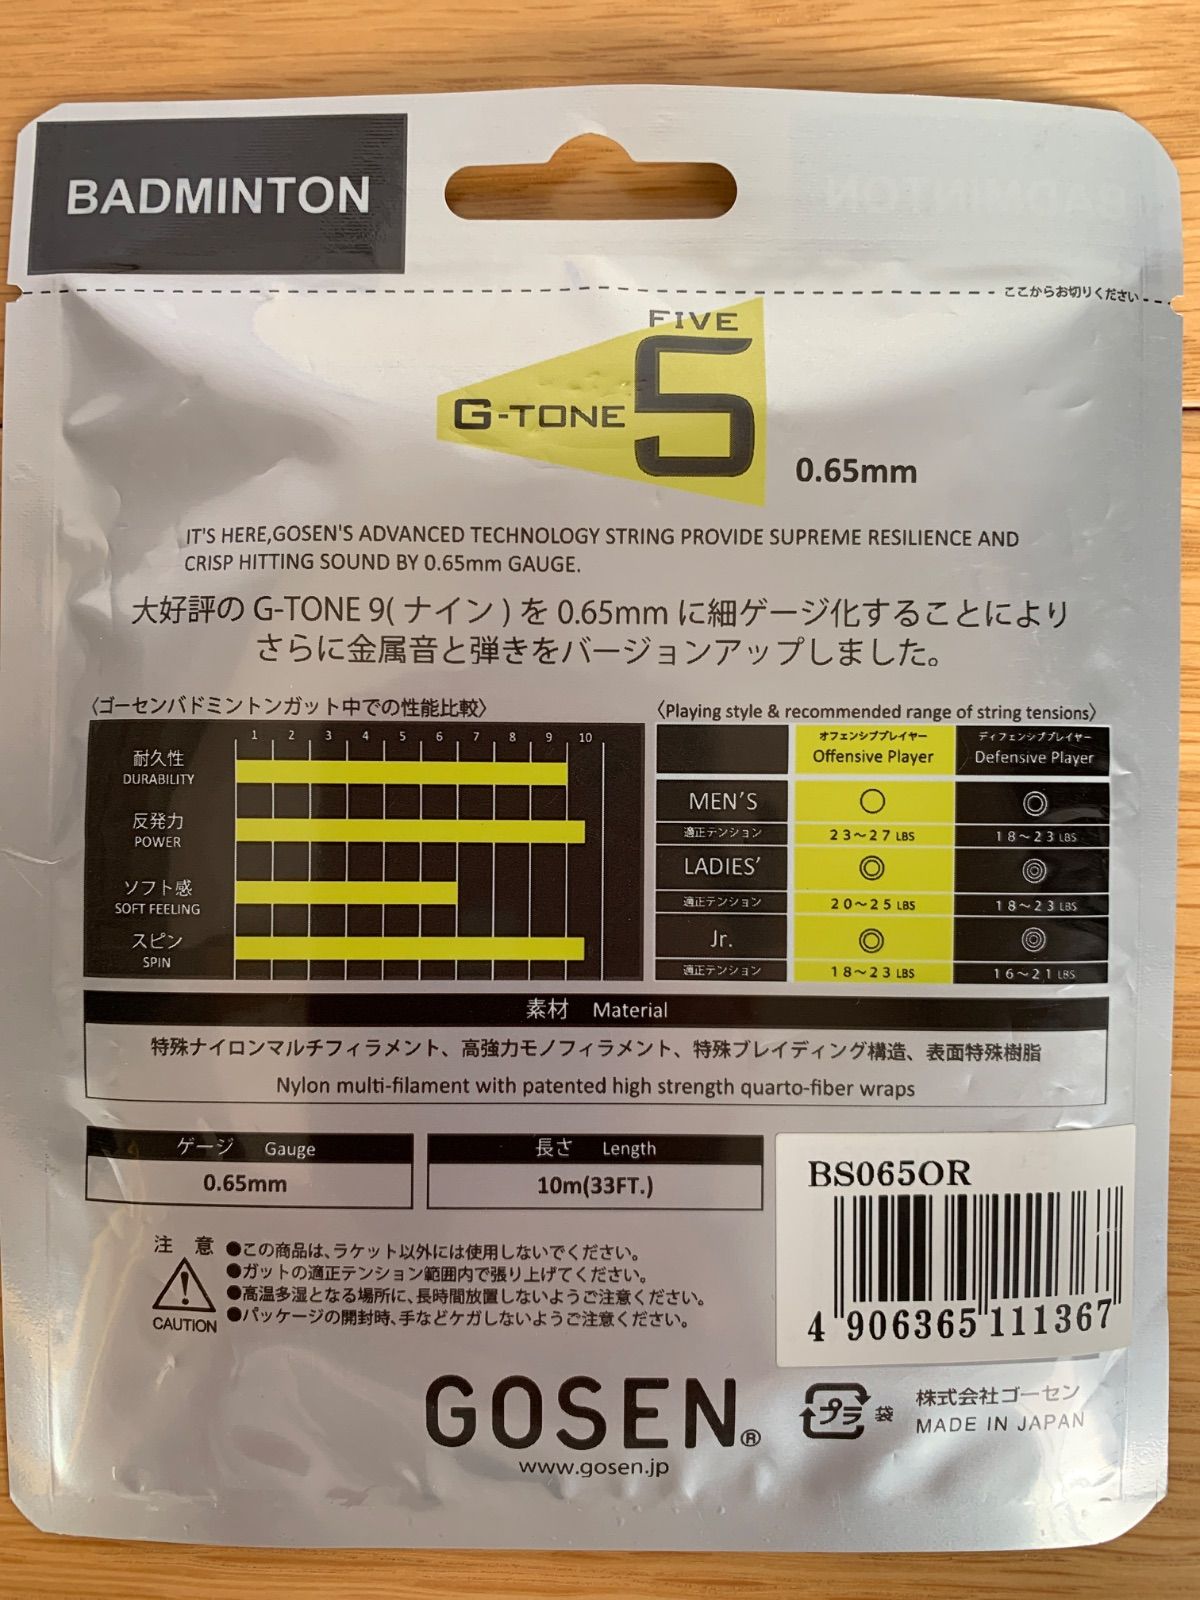 BADMINTON
ここからお切りください
FIVE
G-TONE 5
0.65mm
IT'S HERE,GOSEN'S ADVANCED TECHNOLOGY STRING PROVIDE SUPREME RESILIENCE AND
CRISP HITTING SOUND BY 0.65mm GAUGE.
大好評の G-TONE 9( ナイン ) を 0.65mm に細ゲージ化することにより
さらに金属音と弾きをバージョンアップしました。
〈ゴーセンバドミントンガット中での性能比較〉
1 2 3 4 5 6 7 8 9 10
耐久性
DURABILITY
反発力
POWER
ソフト感
SOFT FEELING
スピン
SPIN
〈Playing style & recommended range of string tensions〉
オフェンシブプレイヤー ディフェンシブプレイヤー
Offensive Player Defensive Player
MEN'S ○ ◎
適正テンション 23〜27 LBS 18〜23 LBS
LADIES' ◎
適正テンション 20〜25 LBS 18〜23 LBS
Jr. ◎
適正テンション 18〜23 LBS 16〜21 LBS
素材 Material
特殊ナイロンマルチフィラメント、高強力モノフィラメント、特殊ブレイディング構造、表面特殊樹脂
Nylon multi-filament with patented high strength quarto-fiber wraps
ゲージ Gauge
0.65mm
長さ Length
10m(33FT.)
BS065OR
4 906365 111367
注 意
CAUTION
●この商品は、ラケット以外には使用しないでください。
●ガットの適正テンション範囲内で張り上げてください。
●高温多湿となる場所に、長時間放置しないようご注意ください。
●パッケージの開封時、手などケガしないようご注意ください。
GOSEN®
www.gosen.jp
プラ 袋
株式会社ゴーセン
MADE IN JAPAN